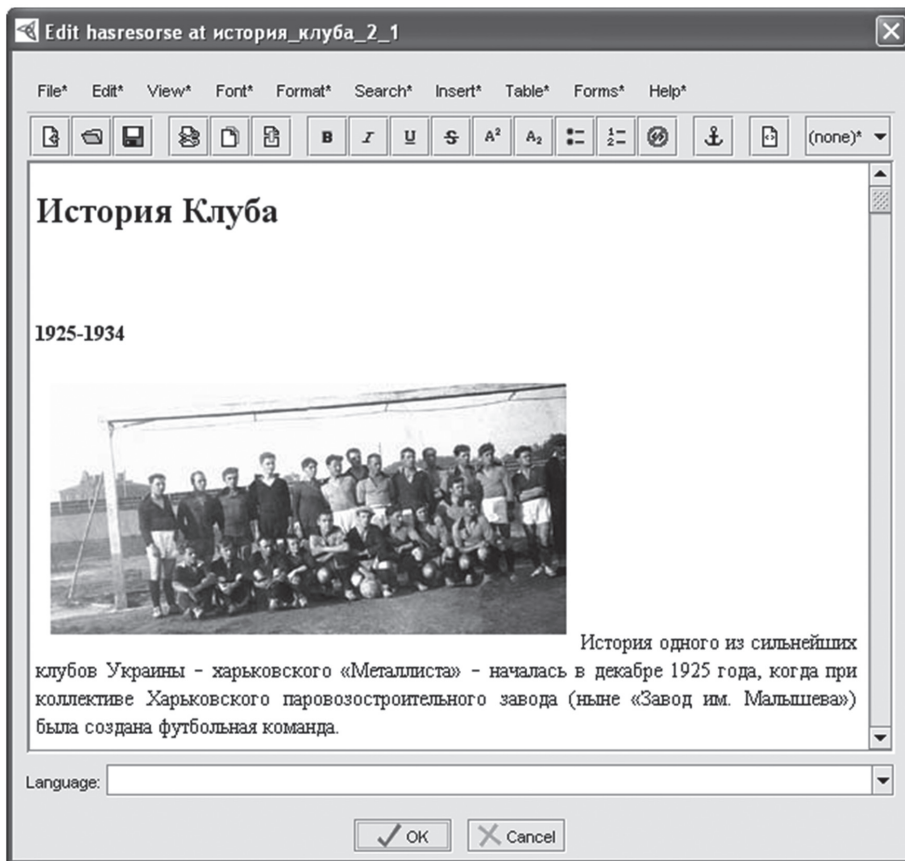 Edit hasresorse at история_клуба_2_1
File* Edit* View* Font* Format* Search* Insert* Table* Forms* Help*
B I U S A² A₂ (none)*
История Клуба
1925-1934
История одного из сильнейших
клубов Украины – харьковского «Металлиста» – началась в декабре 1925 года, когда при
коллективе Харьковского паровозостроительного завода (ныне «Завод им. Малышева»)
была создана футбольная команда.
Language:
OK Cancel